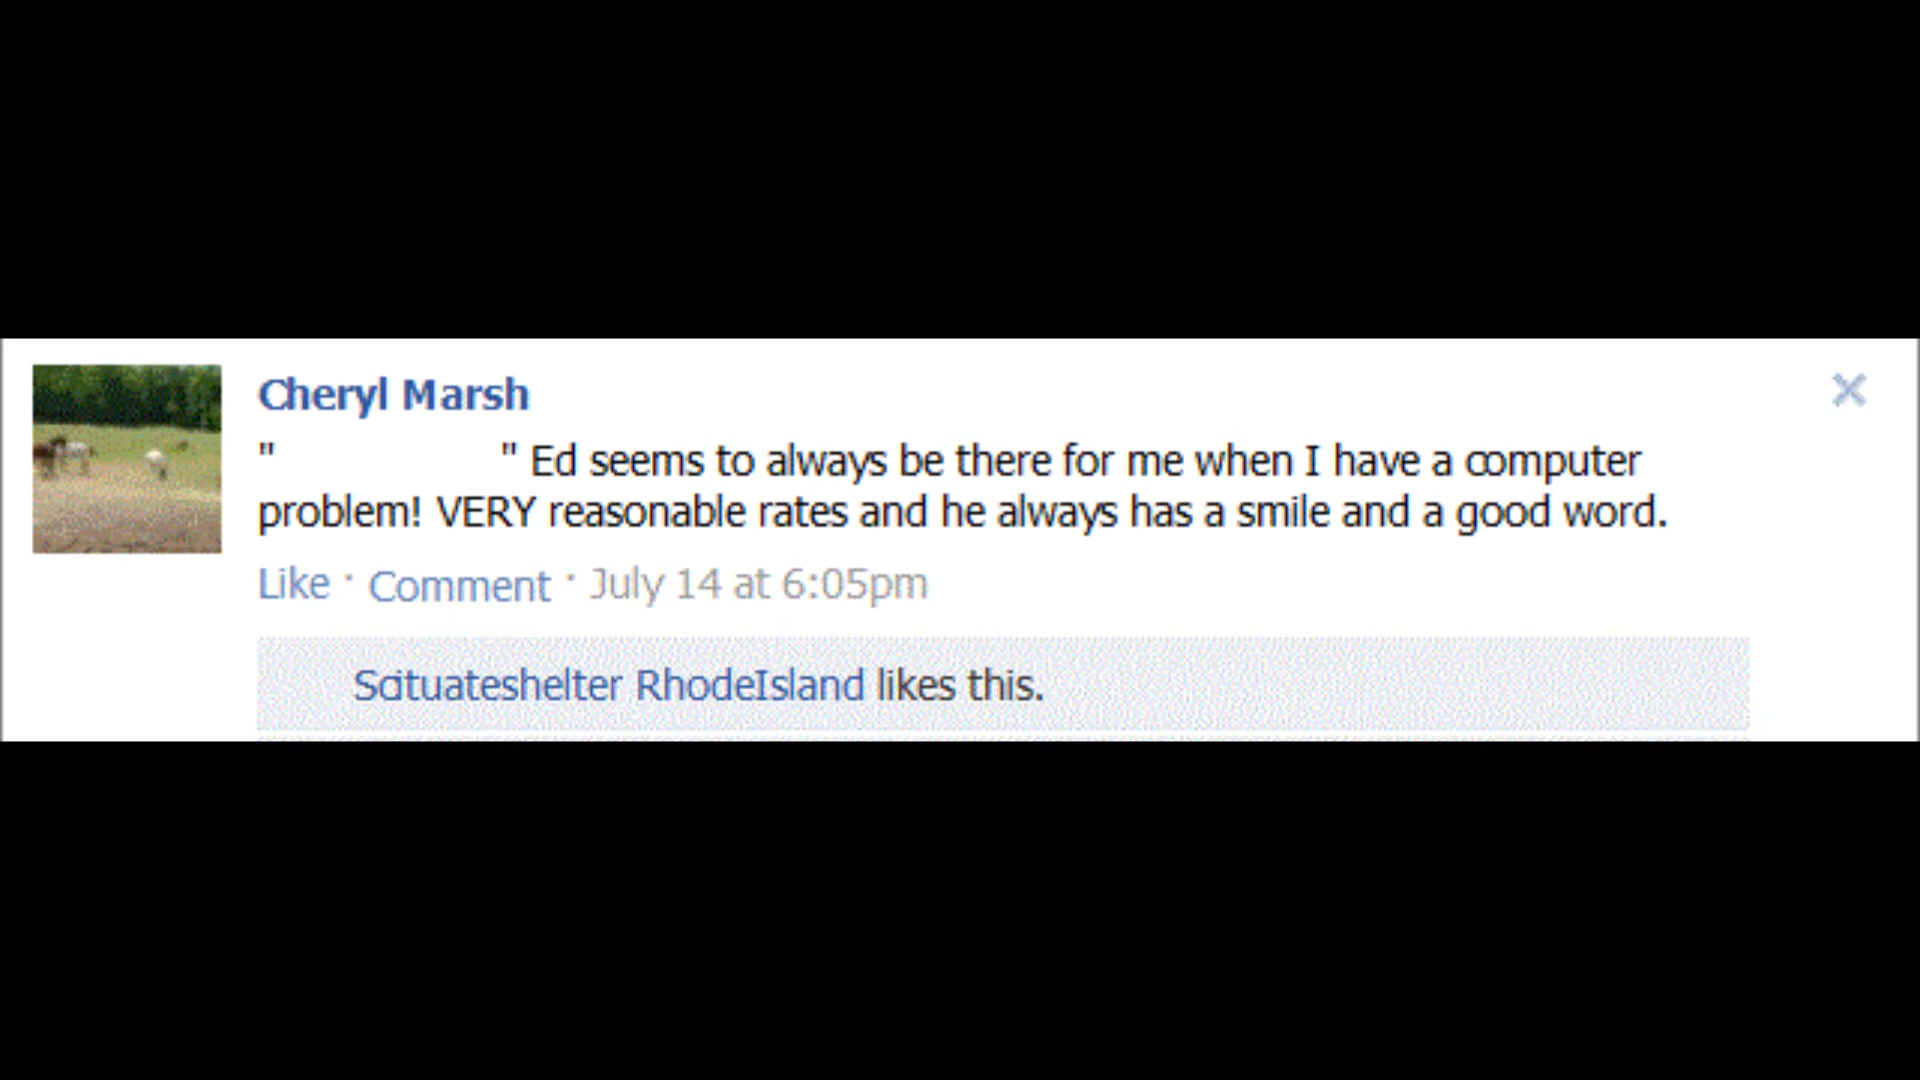 Cheryl Marsh
" " Ed seems to always be there for me when I have a computer
problem! VERY reasonable rates and he always has a smile and a good word.
Like · Comment · July 14 at 6:05pm
Scituateshelter RhodeIsland likes this.